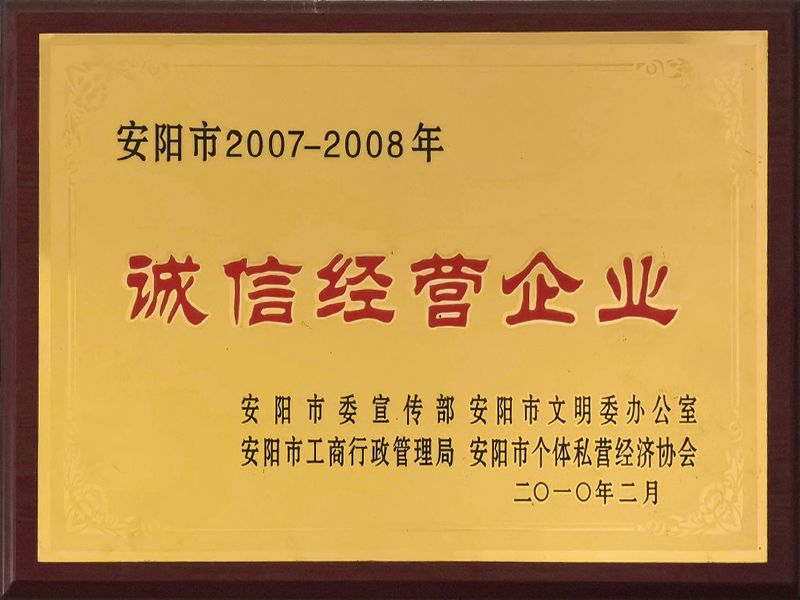 安阳市2007-2008年
诚信经营企业
安阳市委宣传部 安阳市文明委办公室
安阳市工商行政管理局 安阳市个体私营经济协会
二〇一〇年二月